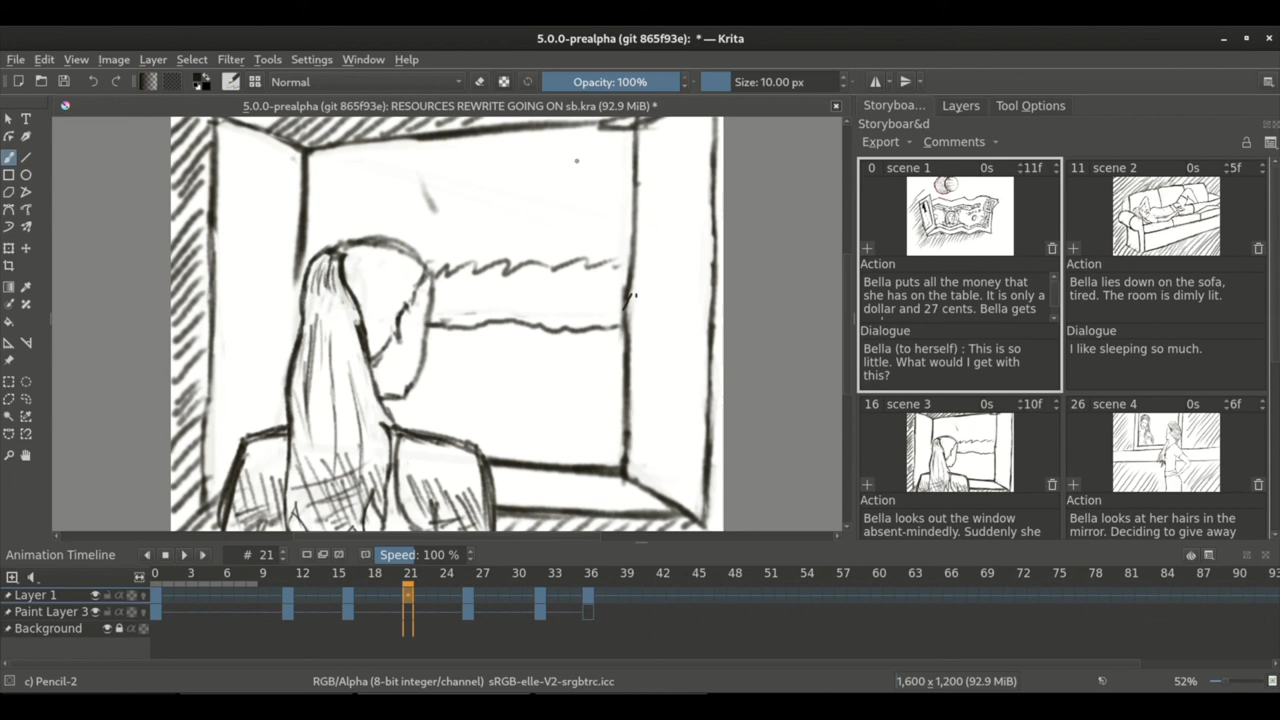 5.0.0-prealpha (git 865f93e): * — Krita
File Edit View Image Layer Select Filter Tools Settings Window Help
Normal Opacity: 100% Size: 10.00 px
5.0.0-prealpha (git 865f93e): RESOURCES REWRITE GOING ON sb.kra (92.9 MiB) *
Storyboa... Layers Tool Options
Storyboar&d
Export Comments
0 scene 1 0s 11f
11 scene 2 0s 5f
Action
Bella puts all the money that
she has on the table. It is only a
dollar and 27 cents. Bella gets
Dialogue
Bella (to herself) : This is so
little. What would I get with
this?
Action
Bella lies down on the sofa,
tired. The room is dimly lit.
Dialogue
I like sleeping so much.
16 scene 3 0s 10f
26 scene 4 0s 6f
Action
Bella looks out the window
absent-mindedly. Suddenly she
Action
Bella looks at her hairs in the
mirror. Deciding to give away
Animation Timeline # 21 Speed: 100 %
0 3 6 9 12 15 18 21 24 27 30 33 36 39 42 45 48 51 54 57 60 63 66 69 72 75 78 81 84 87 90 93
Layer 1
Paint Layer 3
Background
c) Pencil-2 RGB/Alpha (8-bit integer/channel) sRGB-elle-V2-srgbtrc.icc 1,600 x 1,200 (92.9 MiB) 52%